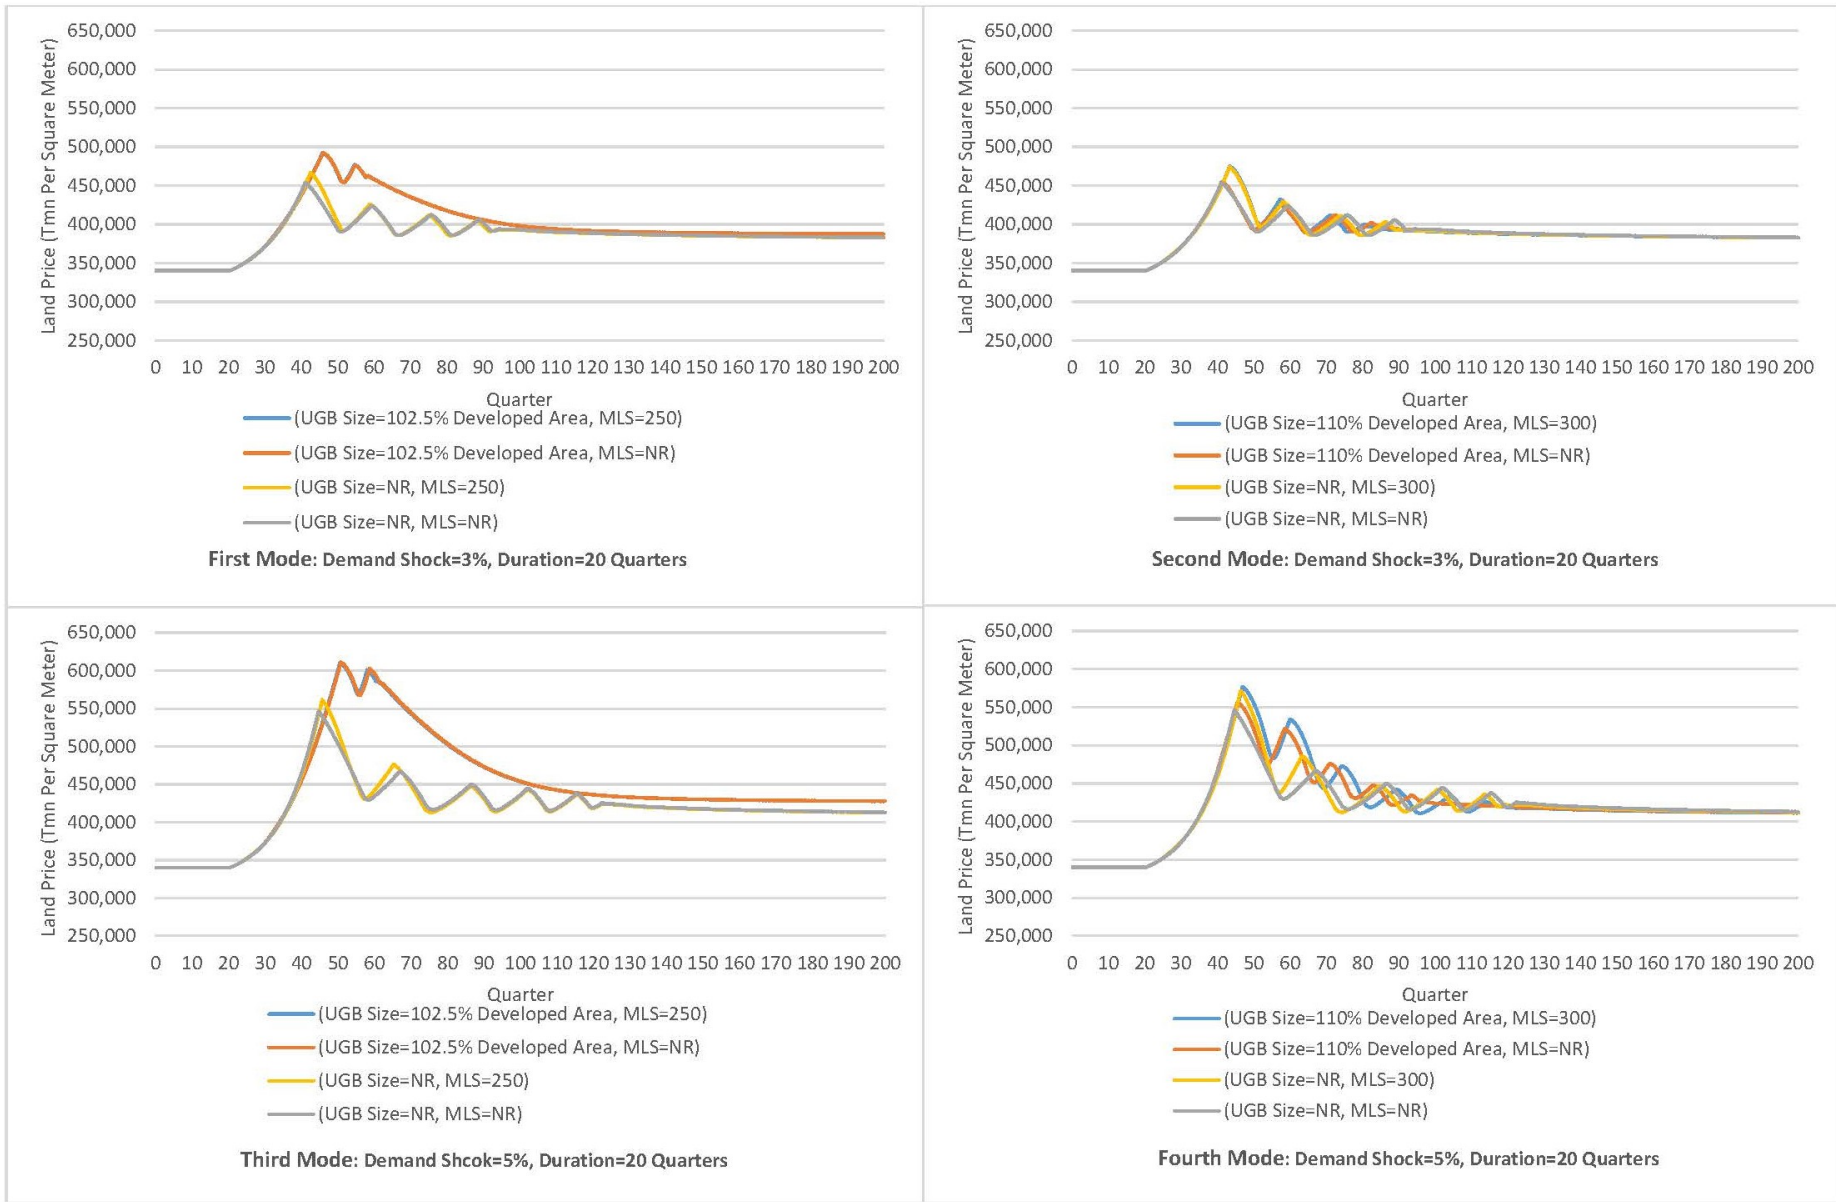 650,000
600,000
550,000
500,000
450,000
400,000
350,000
300,000
250,000
Land Price (Tmn Per Square Meter)
0 10 20 30 40 50 60 70 80 90 100 110 120 130 140 150 160 170 180 190 200
Quarter
(UGB Size=102.5% Developed Area, MLS=250)
(UGB Size=102.5% Developed Area, MLS=NR)
(UGB Size=NR, MLS=250)
(UGB Size=NR, MLS=NR)
First Mode: Demand Shock=3%, Duration=20 Quarters
650,000
600,000
550,000
500,000
450,000
400,000
350,000
300,000
250,000
Land Price (Tmn Per Square Meter)
0 10 20 30 40 50 60 70 80 90 100 110 120 130 140 150 160 170 180 190 200
Quarter
(UGB Size=110% Developed Area, MLS=300)
(UGB Size=110% Developed Area, MLS=NR)
(UGB Size=NR, MLS=300)
(UGB Size=NR, MLS=NR)
Second Mode: Demand Shock=3%, Duration=20 Quarters
650,000
600,000
550,000
500,000
450,000
400,000
350,000
300,000
250,000
Land Price (Tmn Per Square Meter)
0 10 20 30 40 50 60 70 80 90 100 110 120 130 140 150 160 170 180 190 200
Quarter
(UGB Size=102.5% Developed Area, MLS=250)
(UGB Size=102.5% Developed Area, MLS=NR)
(UGB Size=NR, MLS=250)
(UGB Size=NR, MLS=NR)
Third Mode: Demand Shcok=5%, Duration=20 Quarters
650,000
600,000
550,000
500,000
450,000
400,000
350,000
300,000
250,000
Land Price (Tmn Per Square Meter)
0 10 20 30 40 50 60 70 80 90 100 110 120 130 140 150 160 170 180 190 200
Quarter
(UGB Size=110% Developed Area, MLS=300)
(UGB Size=110% Developed Area, MLS=NR)
(UGB Size=NR, MLS=300)
(UGB Size=NR, MLS=NR)
Fourth Mode: Demand Shock=5%, Duration=20 Quarters